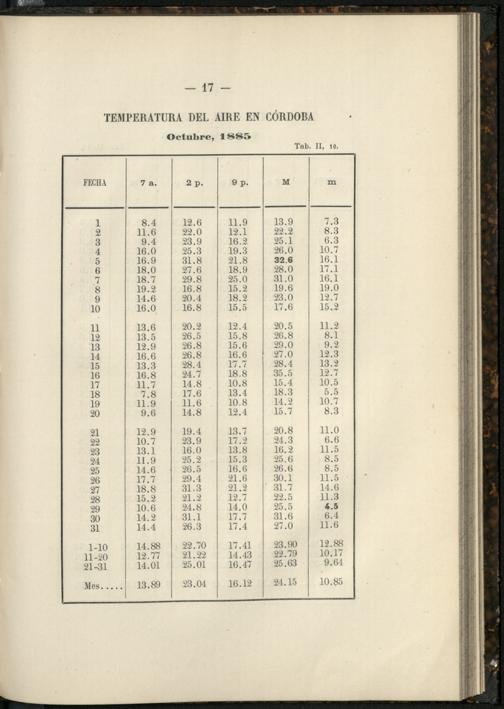 — 17 —
TEMPERATURA DEL AIRE EN CÓRDOBA
Octubre, 1885
Tab. II, 10.
FECHA 7 a. 2 p. 9 p. M m
1 8.4 12.6 11.9 13.9 7.3
2 11.6 22.0 12.1 22.2 8.3
3 9.4 23.9 16.2 25.1 6.3
4 16.0 25.3 19.3 26.0 10.7
5 16.9 31.8 21.8 32.6 16.1
6 18.0 27.6 18.9 28.0 17.1
7 18.7 29.8 25.0 31.0 16.1
8 19.2 16.8 15.2 19.6 19.0
9 14.6 20.4 18.2 23.0 12.7
10 16.0 16.8 15.5 17.6 15.2
11 13.6 20.2 12.4 20.5 11.2
12 13.5 26.5 15.8 26.8 8.1
13 12.9 26.8 15.6 29.0 9.2
14 16.6 26.8 16.6 27.0 12.3
15 13.3 28.4 17.7 28.4 13.2
16 16.8 24.7 18.8 35.5 12.7
17 11.7 14.8 10.8 15.4 10.5
18 7.8 17.6 13.4 18.3 5.5
19 11.9 11.6 10.8 14.2 10.7
20 9.6 14.8 12.4 15.7 8.3
21 12.9 19.4 13.7 20.8 11.0
22 10.7 23.9 17.2 24.3 6.6
23 13.1 16.0 13.8 16.2 11.5
24 11.9 25.2 15.3 25.6 8.5
25 14.6 26.5 16.6 26.6 8.5
26 17.7 29.4 21.6 30.1 11.5
27 18.8 31.3 21.2 31.7 14.6
28 15.2 21.2 12.7 22.5 11.3
29 10.6 24.8 14.0 25.5 4.5
30 14.2 31.1 17.7 31.6 6.4
31 14.4 26.3 17.4 27.0 11.6
1-10 14.88 22.70 17.41 23.90 12.88
11-20 12.77 21.22 14.43 22.79 10.17
21-31 14.01 25.01 16.47 25.63 9.64
Mes..... 13.89 23.04 16.12 24.15 10.85